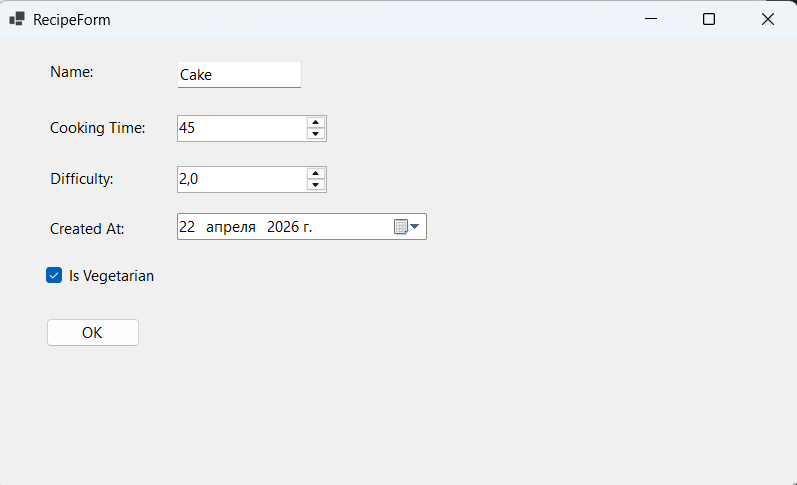 RecipeForm
Name: Cake
Cooking Time: 45
Difficulty: 2,0
Created At: 22 апреля 2026 г.
Is Vegetarian
OK